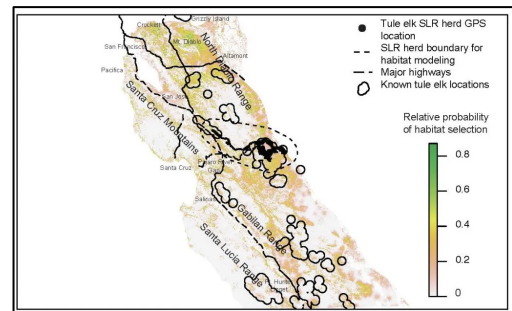 Grizzly Island
Crockett
Mt. Diablo
San Francisco
North Diablo Range
Altamont
Pacifica
San Jose
Santa Cruz Mountains
Santa Cruz
Pajaro River
Salinas
Gabilan Range
Santa Lucia Range
Tule elk SLR herd GPS
location
SLR herd boundary for
habitat modeling
Major highways
Known tule elk locations
Relative probability
of habitat selection
0.8
0.6
0.4
0.2
0